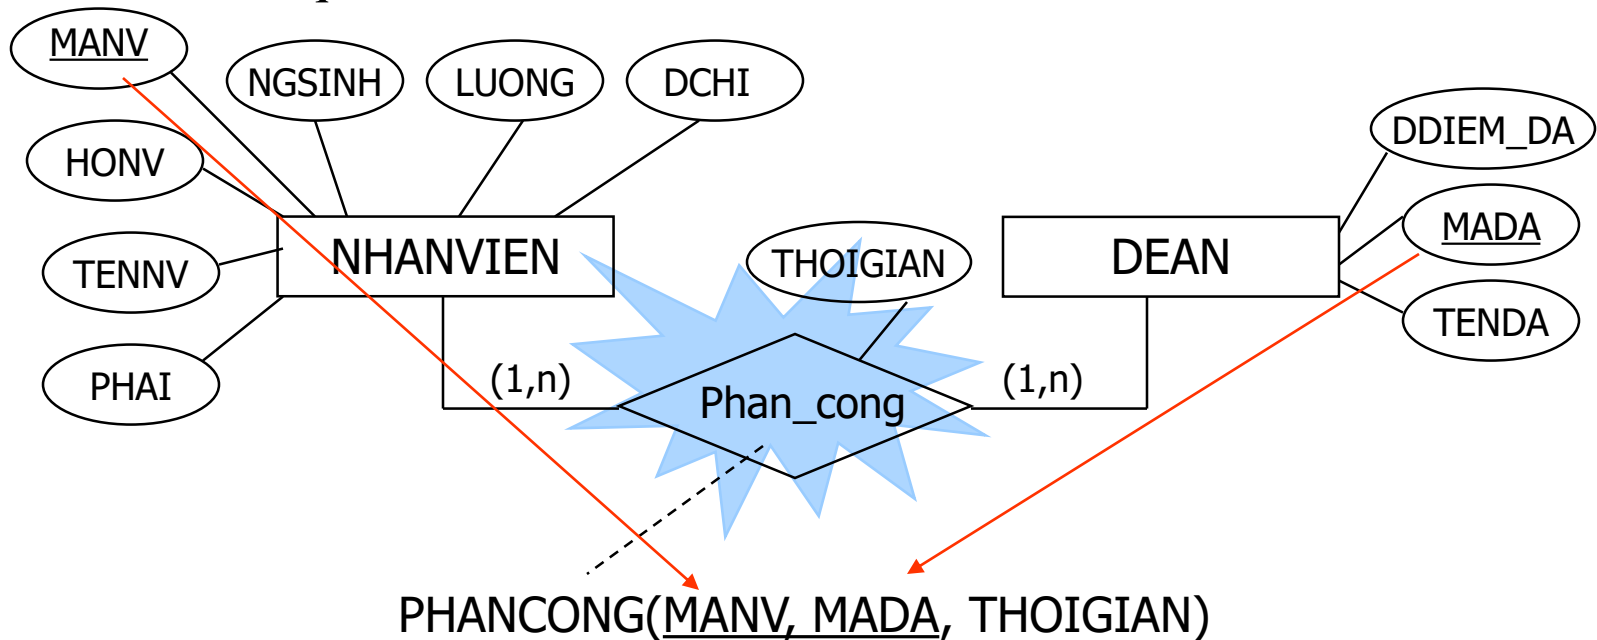 MANV
NGSINH
LUONG
DCHI
DDIEM_DA
HONV
MADA
NHANVIEN
THOIGIAN
DEAN
TENNV
TENDA
PHAI
(1,n)
Phan_cong
(1,n)
PHANCONG(MANV, MADA, THOIGIAN)